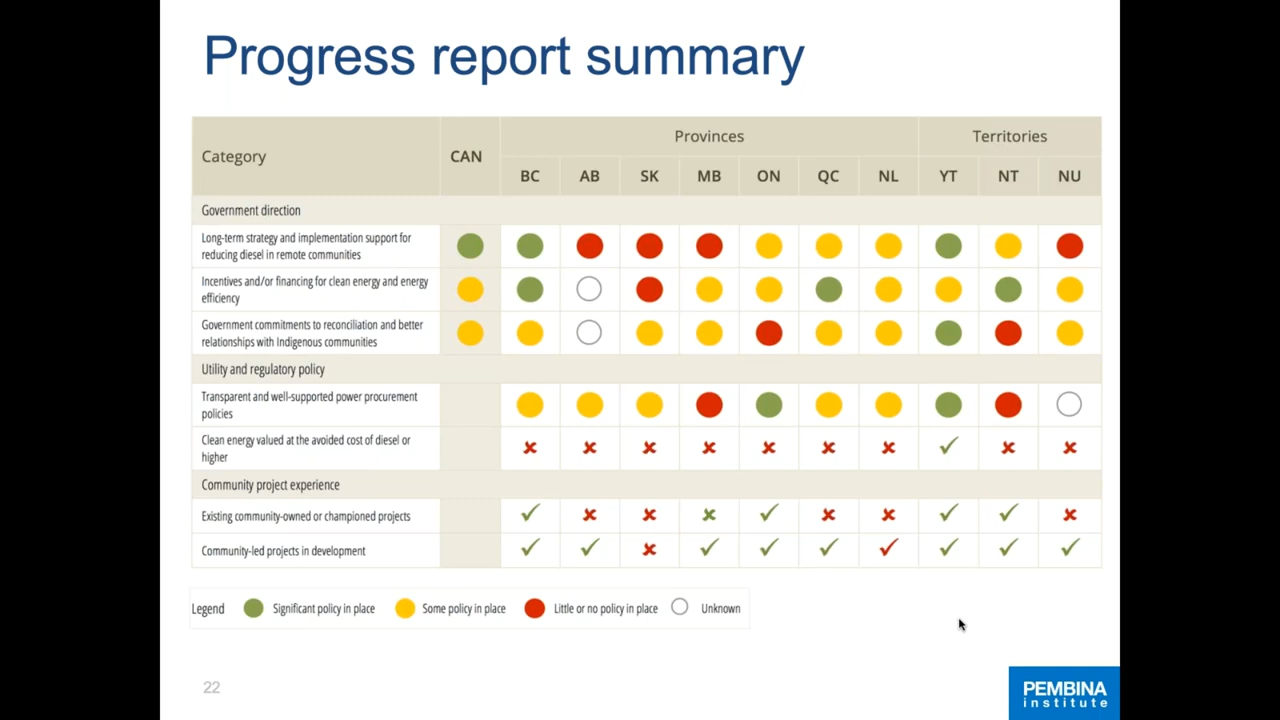 Progress report summary
Category
CAN
Provinces
Territories
BC AB SK MB ON QC NL YT NT NU
Government direction
Long-term strategy and implementation support for
reducing diesel in remote communities
Incentives and/or financing for clean energy and energy
efficiency
Government commitments to reconciliation and better
relationships with Indigenous communities
Utility and regulatory policy
Transparent and well-supported power procurement
policies
Clean energy valued at the avoided cost of diesel or
higher
Community project experience
Existing community-owned or championed projects
Community-led projects in development
Legend Significant policy in place Some policy in place Little or no policy in place Unknown
22
PEMBINA
institute